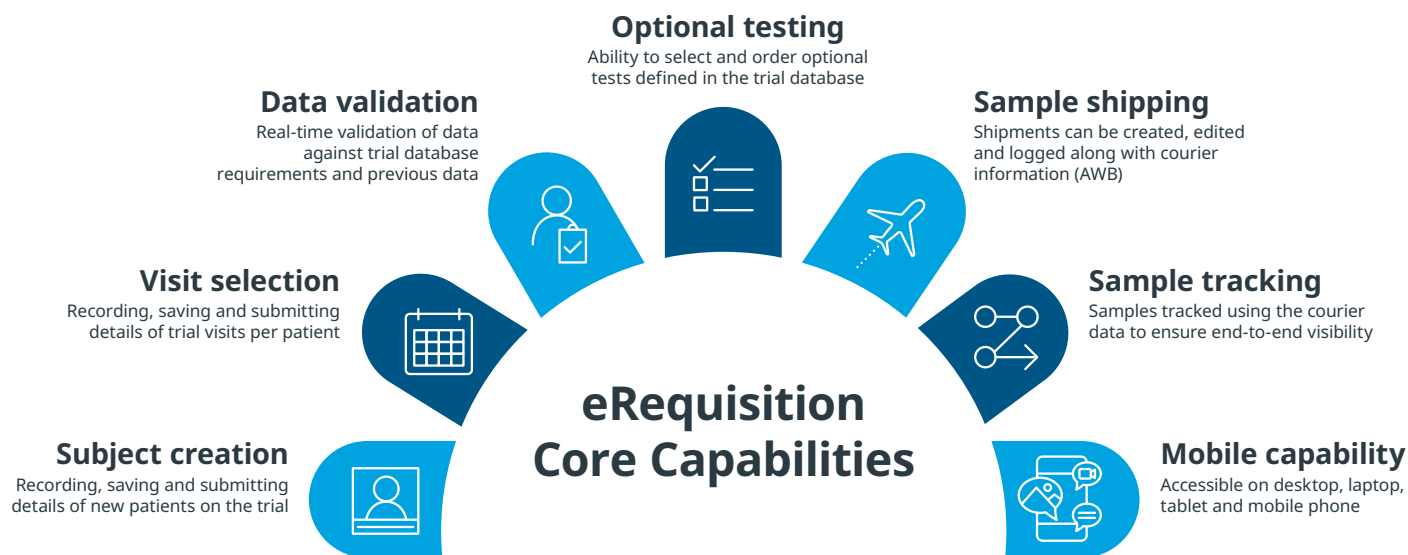 Optional testing
Ability to select and order optional
tests defined in the trial database
Data validation
Real-time validation of data
against trial database
requirements and previous data
Sample shipping
Shipments can be created, edited
and logged along with courier
information (AWB)
Visit selection
Recording, saving and submitting
details of trial visits per patient
Sample tracking
Samples tracked using the courier
data to ensure end-to-end visibility
eRequisition
Core Capabilities
Subject creation
Recording, saving and submitting
details of new patients on the trial
Mobile capability
Accessible on desktop, laptop,
tablet and mobile phone